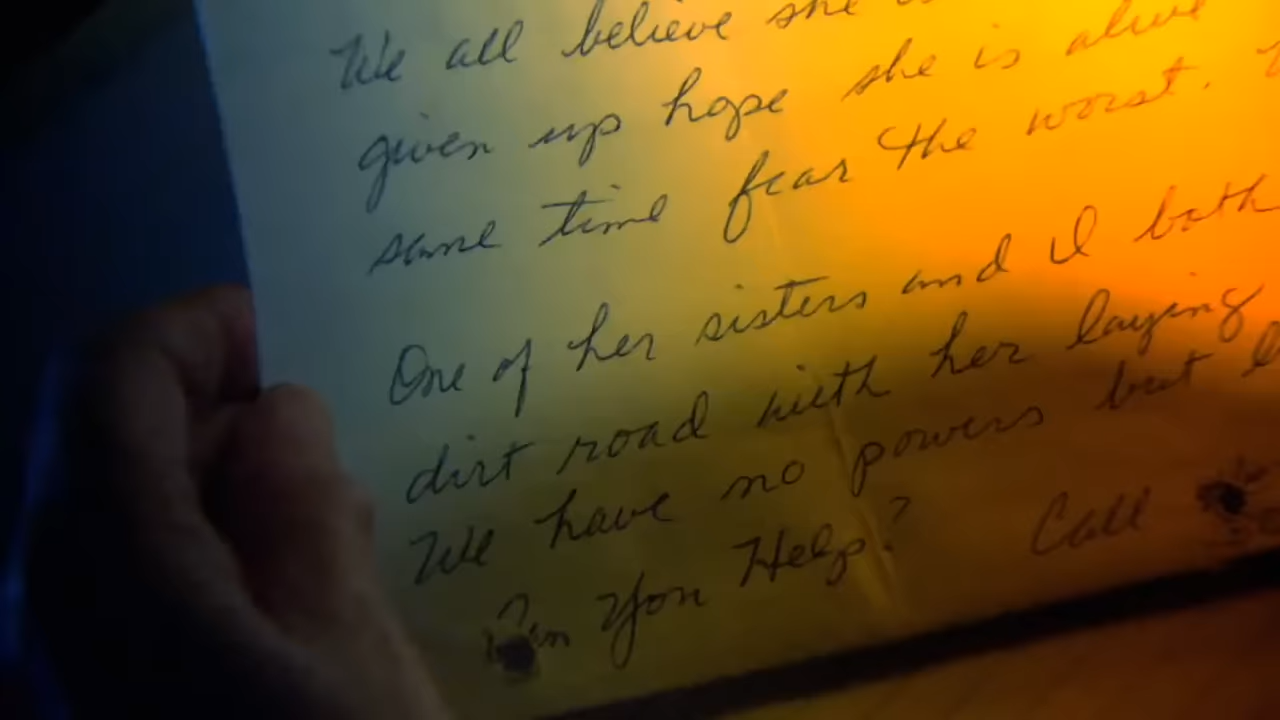 We all believe she
given up hope she is alive
same time fear the worst.
One of her sisters and I both
dirt road with her laying
We have no powers but
Can You Help? Call